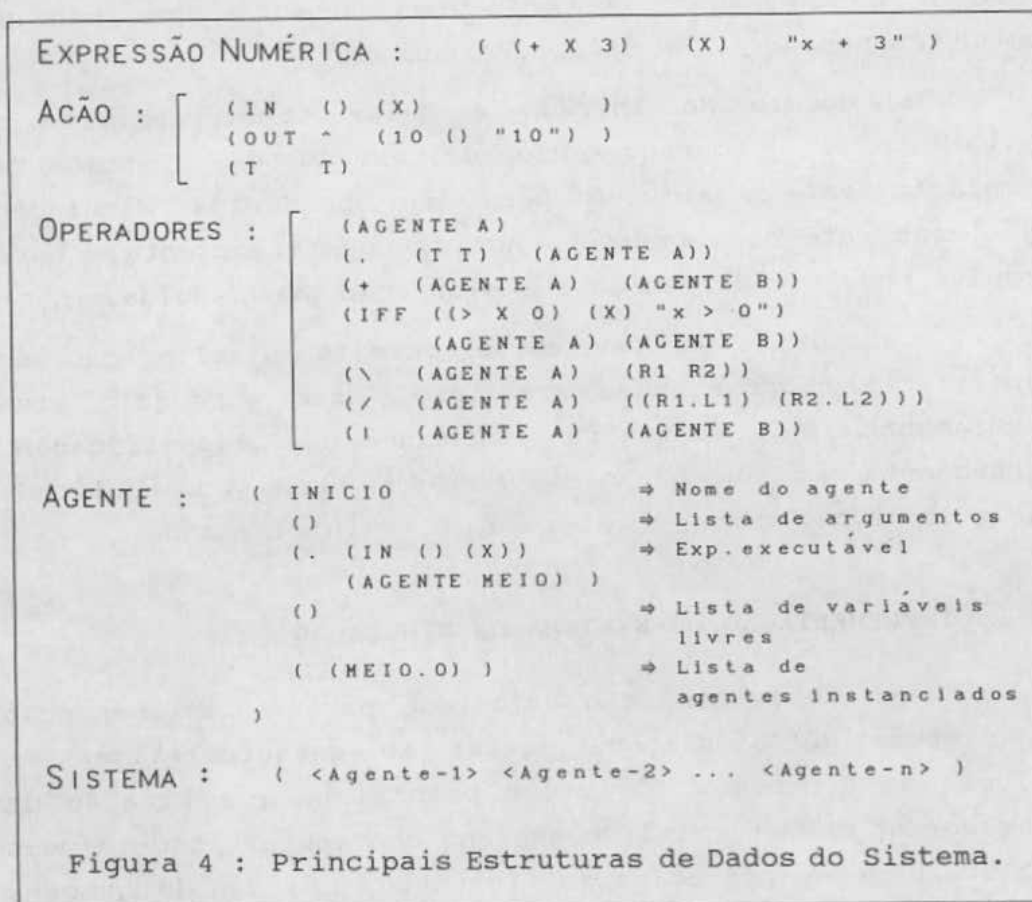 EXPRESSÃO NUMÉRICA : ( (+ X 3) (X) "x + 3" )
ACÃO : (IN () (X) )
(OUT ^ (10 () "10") )
(T T)
OPERADORES : (AGENTE A)
(. (T T) (AGENTE A))
(+ (AGENTE A) (AGENTE B))
(IFF ((> X 0) (X) "x > 0")
(AGENTE A) (AGENTE B))
(\ (AGENTE A) (R1 R2))
(/ (AGENTE A) ((R1.L1) (R2.L2)))
(| (AGENTE A) (AGENTE B))
AGENTE : ( INICIO ⇒ Nome do agente
() ⇒ Lista de argumentos
(. (IN () (X)) ⇒ Exp.executável
(AGENTE MEIO) )
() ⇒ Lista de variáveis
livres
( (MEIO.0) ) ⇒ Lista de
agentes instanciados
)
SISTEMA : ( <Agente-1> <Agente-2> ... <Agente-n> )
Figura 4 : Principais Estruturas de Dados do Sistema.